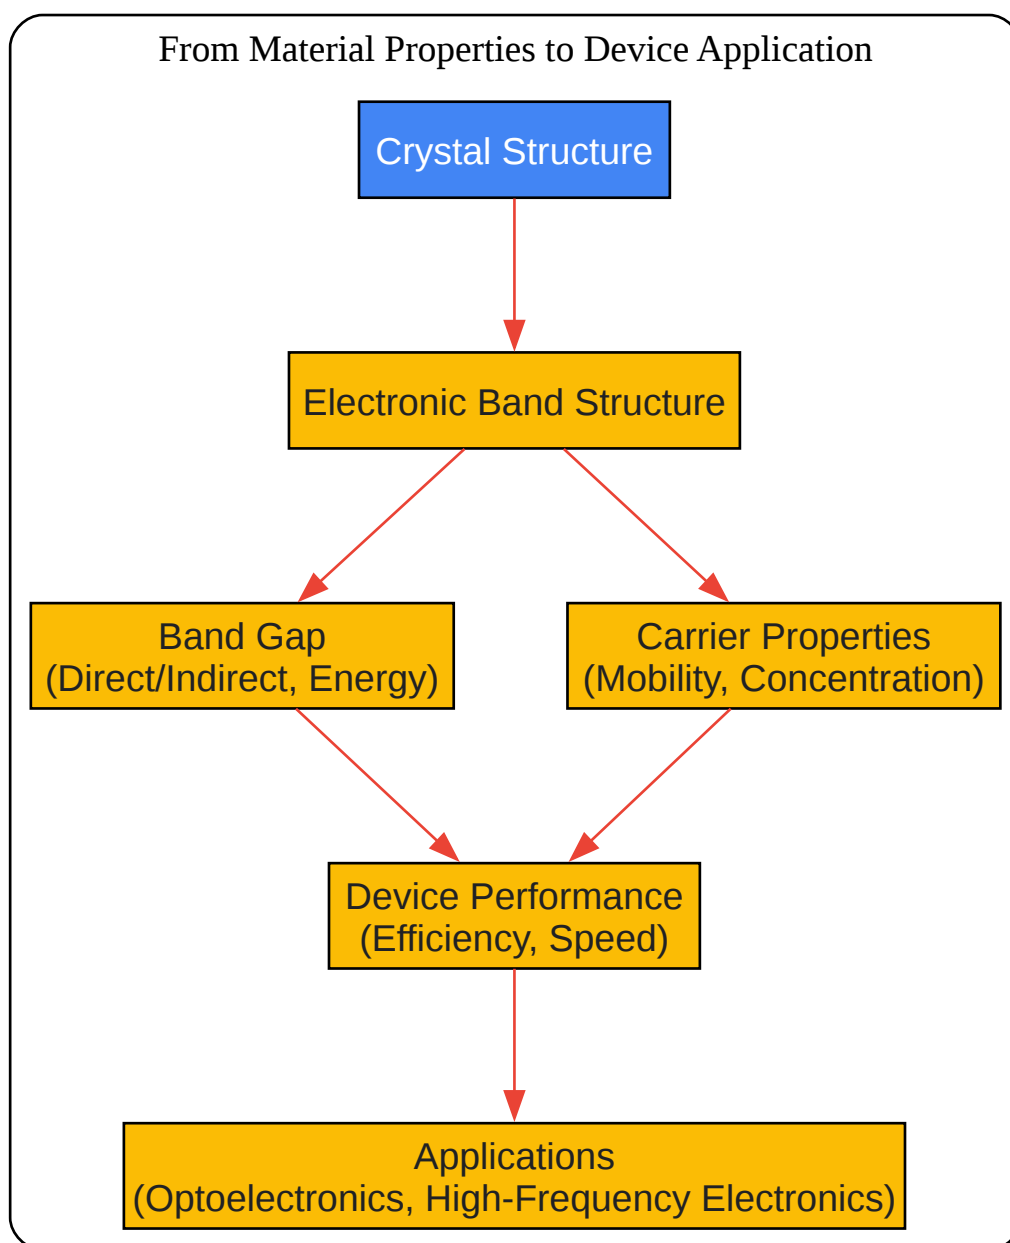 From Material Properties to Device Application
Crystal Structure
Electronic Band Structure
Band Gap
(Direct/Indirect, Energy)
Carrier Properties
(Mobility, Concentration)
Device Performance
(Efficiency, Speed)
Applications
(Optoelectronics, High-Frequency Electronics)